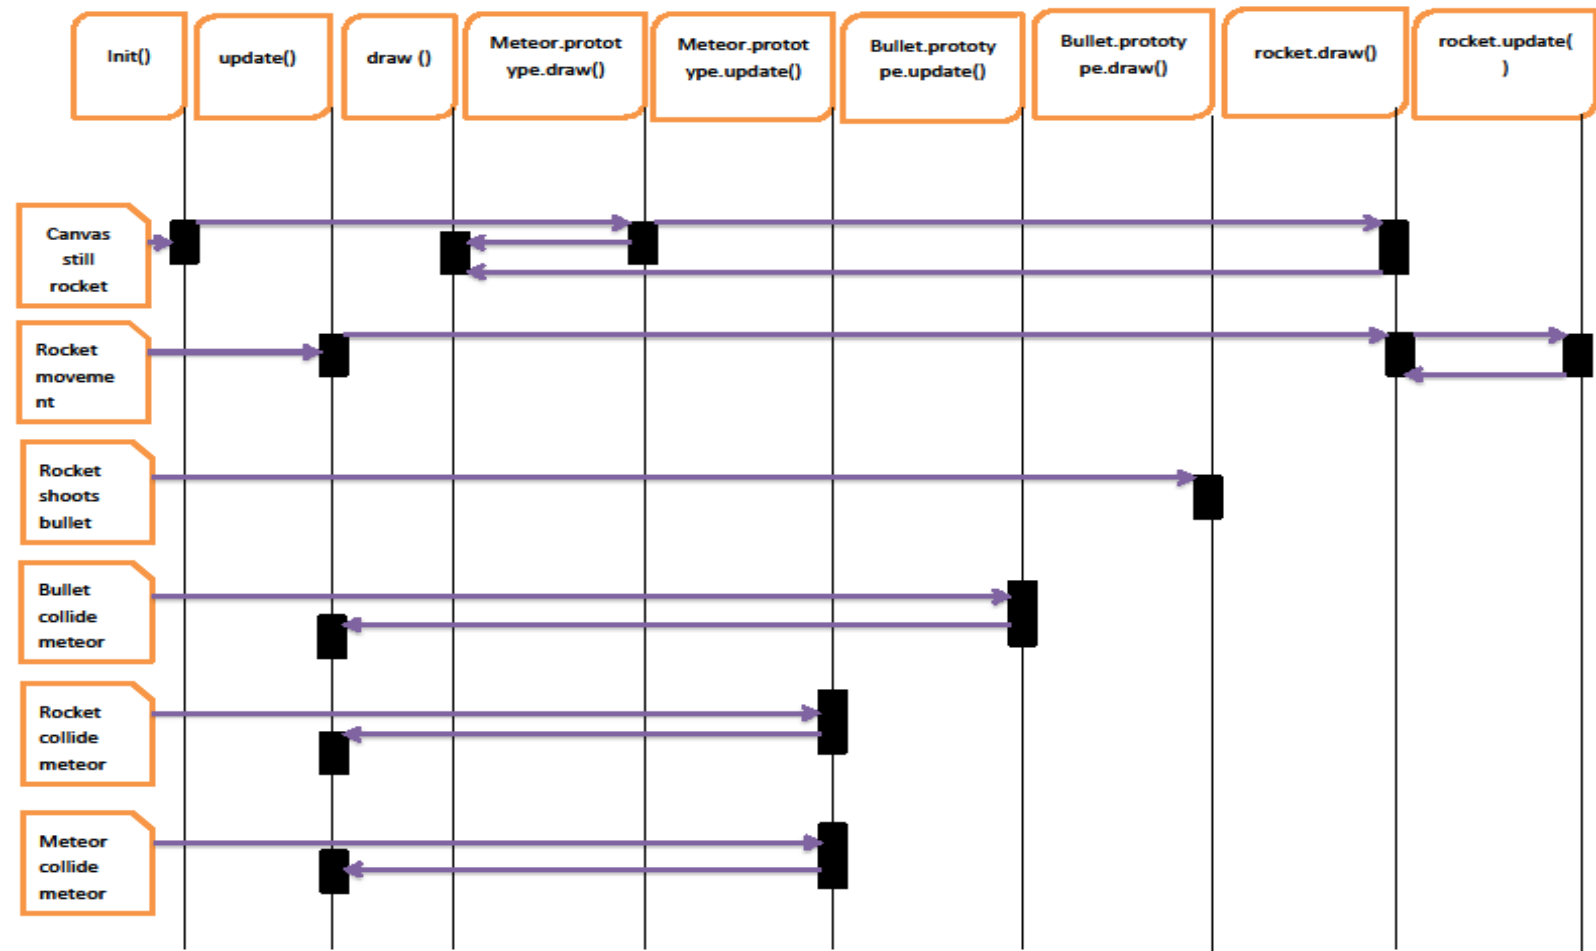 Init()
update()
draw ()
Meteor.protot
ype.draw()
Meteor.protot
ype.update()
Bullet.prototy
pe.update()
Bullet.prototy
pe.draw()
rocket.draw()
rocket.update(
)
Canvas
still
rocket
Rocket
moveme
nt
Rocket
shoots
bullet
Bullet
collide
meteor
Rocket
collide
meteor
Meteor
collide
meteor